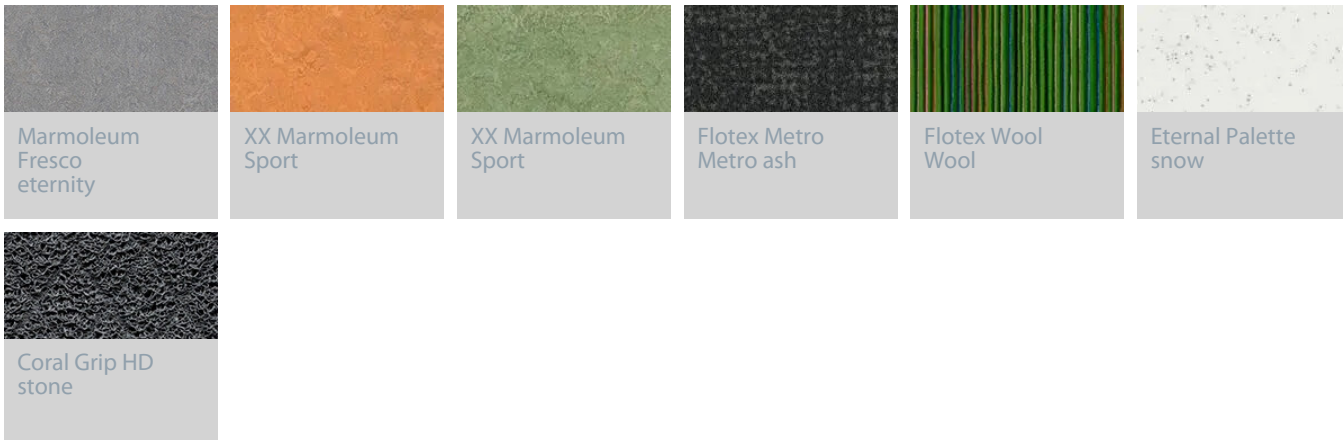 Marmoleum
Fresco
eternity
XX Marmoleum
Sport
XX Marmoleum
Sport
Flotex Metro
Metro ash
Flotex Wool
Wool
Eternal Palette
snow
Coral Grip HD
stone